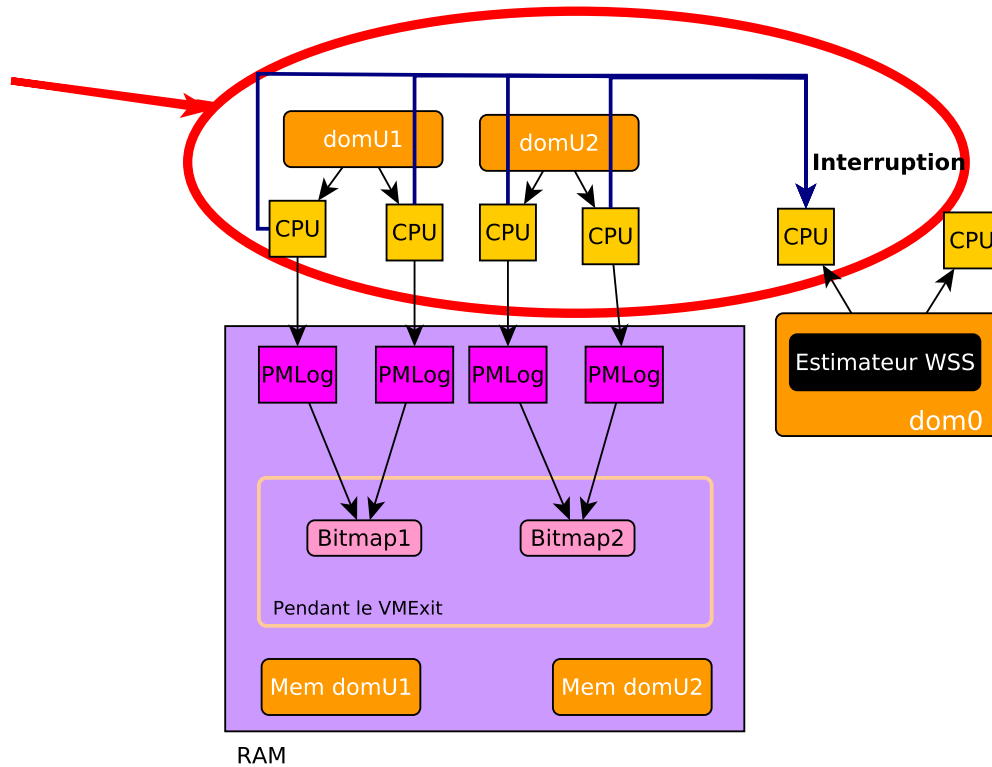 domU1
domU2
Interruption
CPU
CPU
CPU
CPU
CPU
CPU
PMLog
PMLog
PMLog
PMLog
Estimateur WSS
dom0
Bitmap1
Bitmap2
Pendant le VMExit
Mem domU1
Mem domU2
RAM